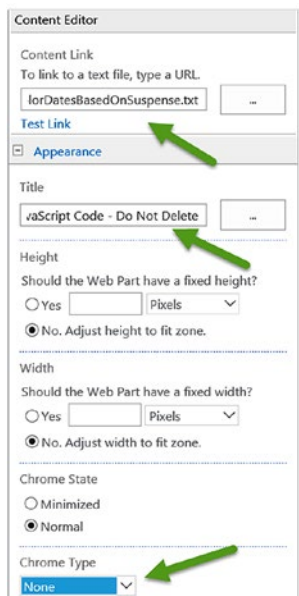 Content Editor
Content Link
To link to a text file, type a URL.
lorDatesBasedOnSuspense.txt ...
Test Link
Appearance
Title
vaScript Code - Do Not Delete ...
Height
Should the Web Part have a fixed height?
Yes Pixels
No. Adjust height to fit zone.
Width
Should the Web Part have a fixed width?
Yes Pixels
No. Adjust width to fit zone.
Chrome State
Minimized
Normal
Chrome Type
None